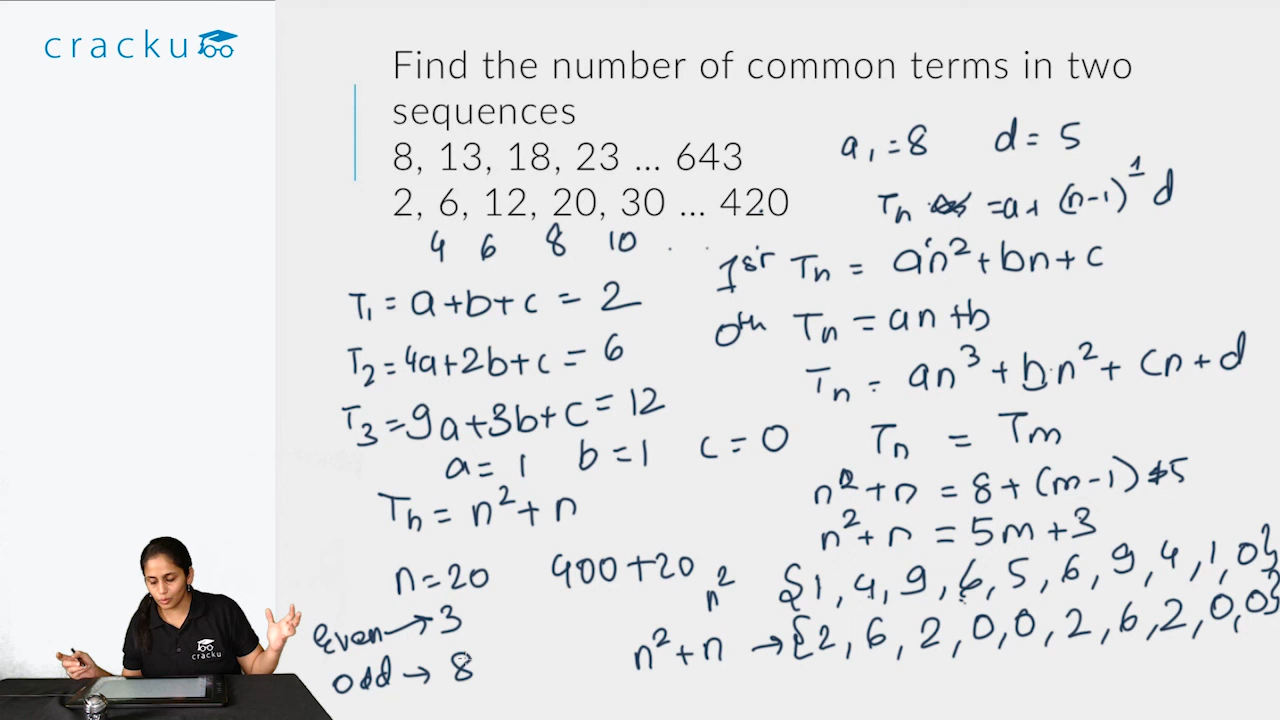 cracku
Find the number of common terms in two
sequences
8, 13, 18, 23 ... 643
2, 6, 12, 20, 30 ... 420
4 6 8 10 . .
a₁ = 8 d = 5
Tn = a + (n-1)¹ d
1st Tn = an² + bn + c
0th Tn = an + b
Tn = an³ + b.n² + cn + d
T₁ = a + b + c = 2
T₂ = 4a + 2b + c = 6
T₃ = 9a + 3b + c = 12
a = 1 b = 1 c = 0
Tn = n² + n
Tn = Tm
n² + n = 8 + (m-1) 5
n² + n = 5m + 3
n = 20 400 + 20
n² {1, 4, 9, 6, 5, 6, 9, 4, 1, 0}
n² + n → {2, 6, 2, 0, 0, 2, 6, 2, 0, 0}
Even → 3
odd → 8
cracku